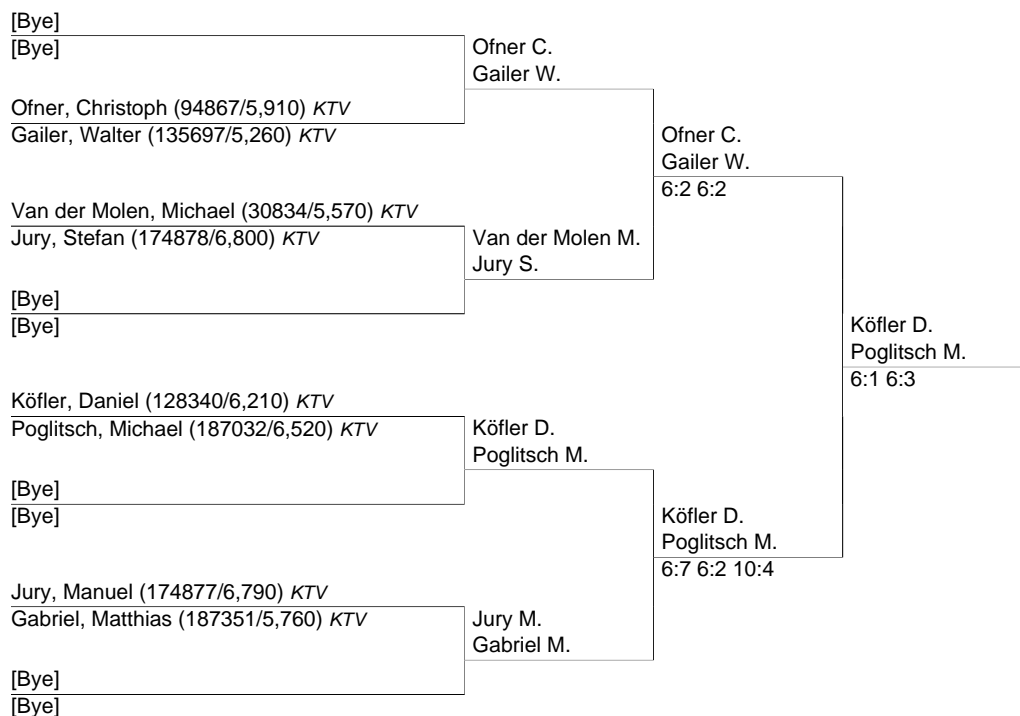 [Bye]
[Bye]
Ofner, Christoph (94867/5,910) KTV
Gailer, Walter (135697/5,260) KTV
Van der Molen, Michael (30834/5,570) KTV
Jury, Stefan (174878/6,800) KTV
[Bye]
[Bye]
Köfler, Daniel (128340/6,210) KTV
Poglitsch, Michael (187032/6,520) KTV
[Bye]
[Bye]
Jury, Manuel (174877/6,790) KTV
Gabriel, Matthias (187351/5,760) KTV
[Bye]
[Bye]
Ofner C.
Gailer W.
Van der Molen M.
Jury S.
Köfler D.
Poglitsch M.
Jury M.
Gabriel M.
Ofner C.
Gailer W.
6:2 6:2
Köfler D.
Poglitsch M.
6:7 6:2 10:4
Köfler D.
Poglitsch M.
6:1 6:3